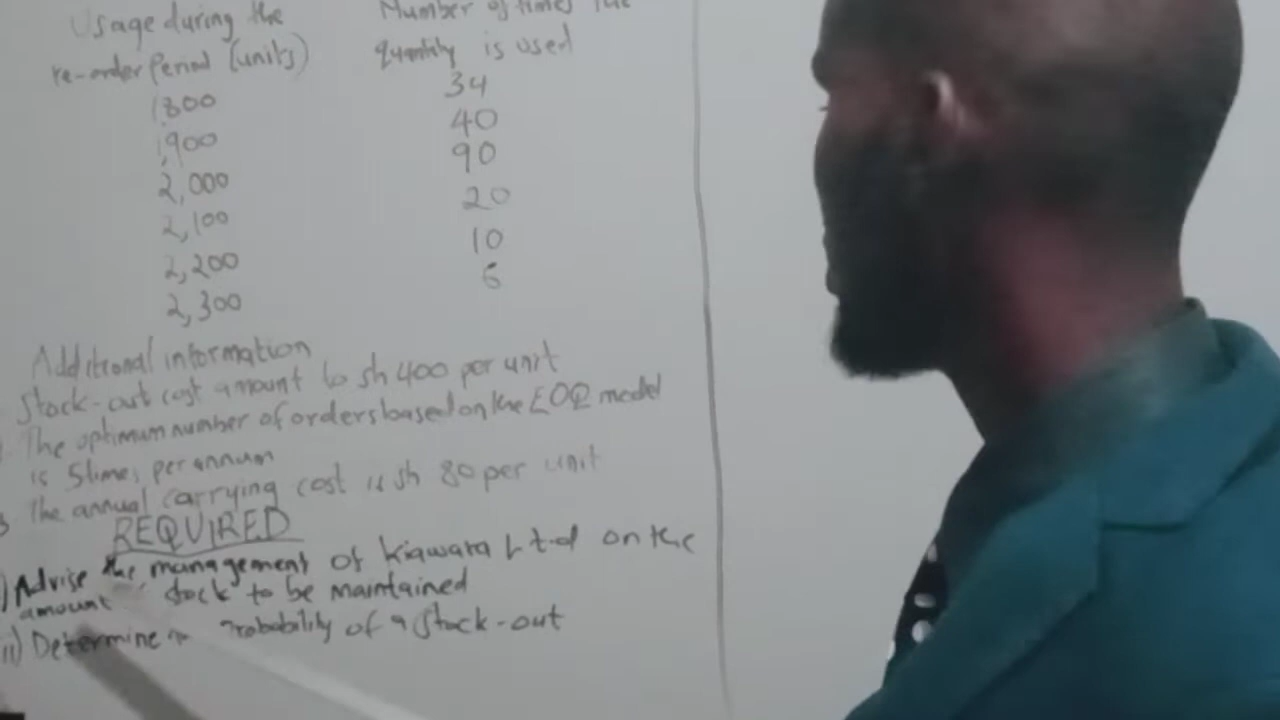 Usage during the
re-order Period (units)
Number of times the
quantity is used
1,800 34
1,900 40
2,000 90
2,100 20
2,200 10
2,300 6
Additional information
Stock-out cost amount to sh 400 per unit
The optimum number of orders based on the EOQ model
is 5 times per annum
3 The annual carrying cost is sh 80 per unit
REQUIRED
i) Advise the management of Kiawara Ltd on the
amount stock to be maintained
ii) Determine Probability of a stock-out